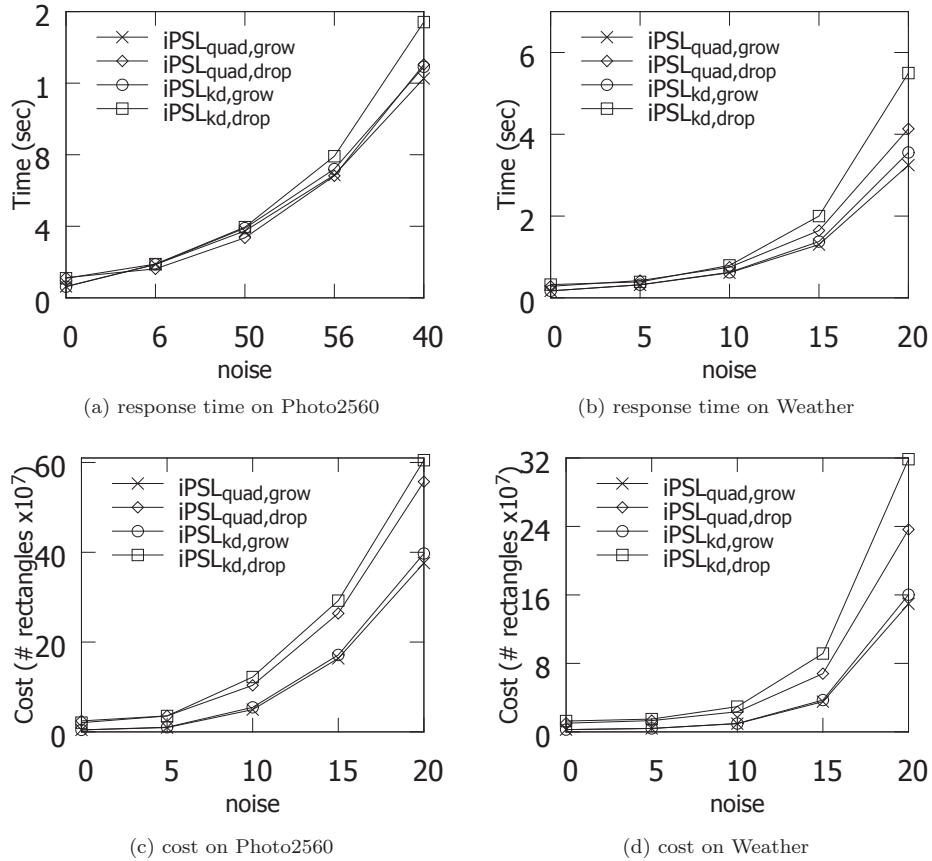 2
1
8
4
0
Time (sec)
iPSLquad,grow
iPSLquad,drop
iPSLkd,grow
iPSLkd,drop
0 6 50 56 40
noise
(a) response time on Photo2560
6
4
2
0
Time (sec)
iPSLquad,grow
iPSLquad,drop
iPSLkd,grow
iPSLkd,drop
0 5 10 15 20
noise
(b) response time on Weather
60
40
20
0
Cost (# rectangles x10⁷)
iPSLquad,grow
iPSLquad,drop
iPSLkd,grow
iPSLkd,drop
0 5 10 15 20
noise
(c) cost on Photo2560
32
24
16
8
0
Cost (# rectangles x10⁷)
iPSLquad,grow
iPSLquad,drop
iPSLkd,grow
iPSLkd,drop
0 5 10 15 20
noise
(d) cost on Weather